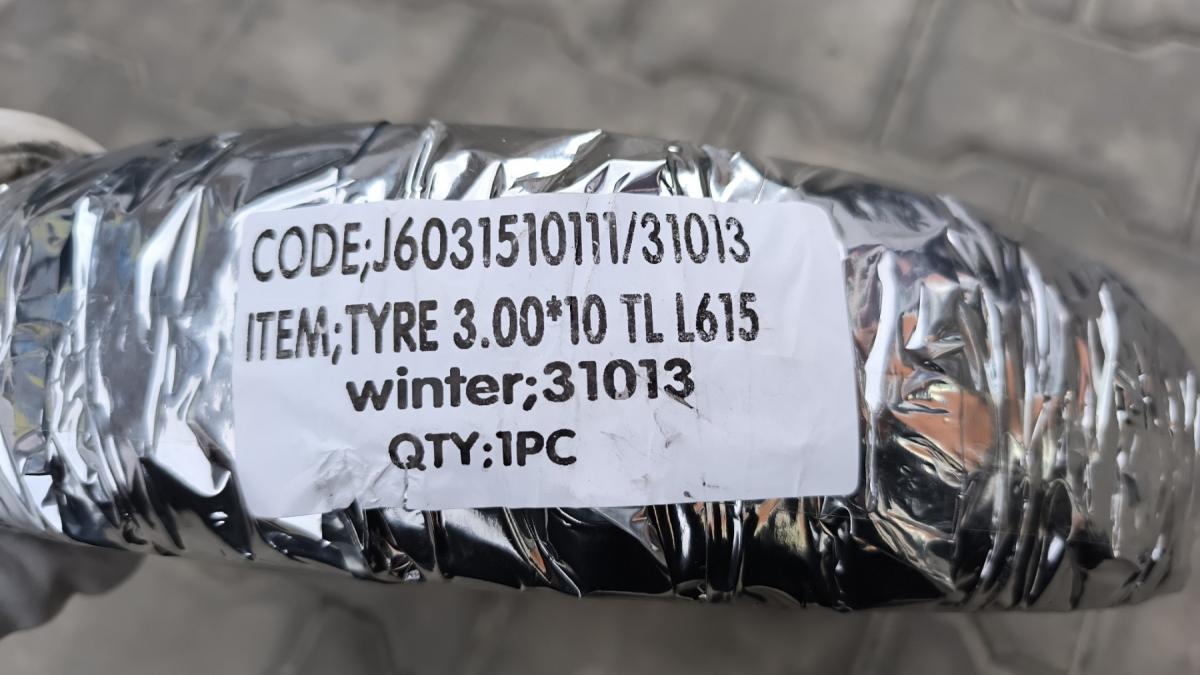 CODE;J6031510111/31013
ITEM;TYRE 3.00*10 TL L615
winter;31013
QTY;1PC